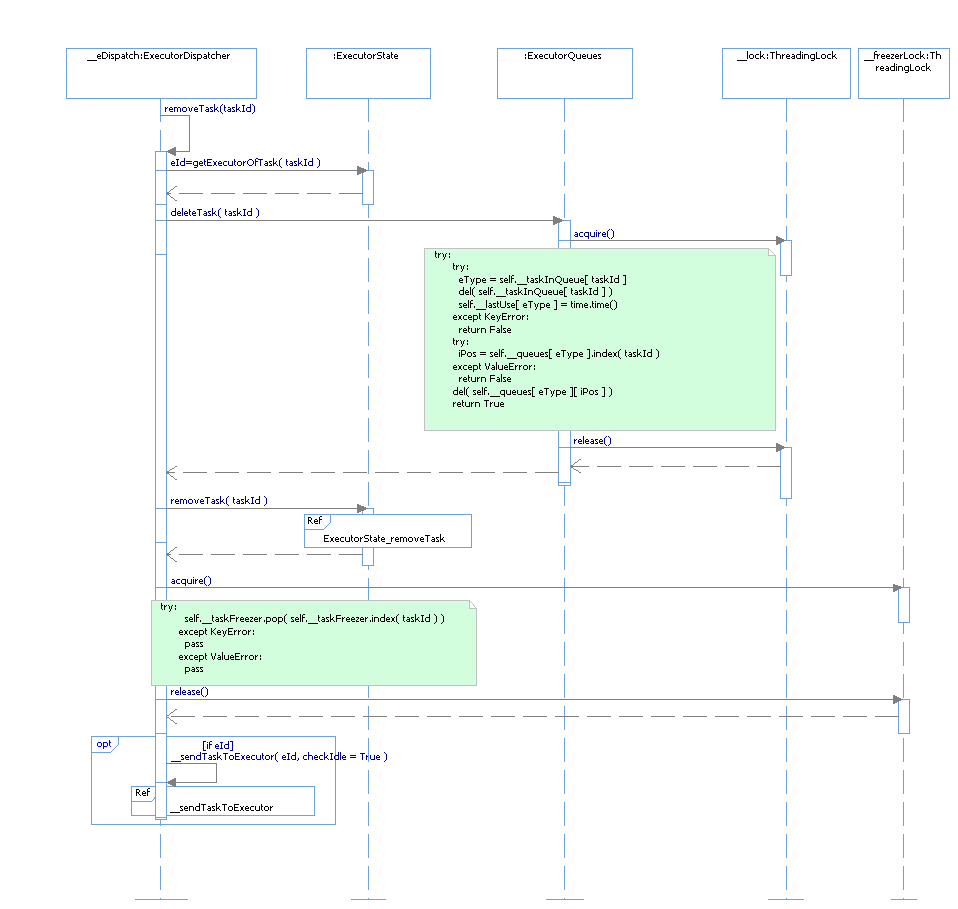 __eDispatch:ExecutorDispatcher
:ExecutorState
:ExecutorQueues
__lock:ThreadingLock
__freezerLock:Th
readingLock
removeTask(taskId)
eId=getExecutorOfTask( taskId )
deleteTask( taskId )
acquire()
try:
try:
eType = self.__taskInQueue[ taskId ]
del( self.__taskInQueue[ taskId ] )
self.__lastUse[ eType ] = time.time()
except KeyError:
return False
try:
iPos = self.__queues[ eType ].index( taskId )
except ValueError:
return False
del( self.__queues[ eType ][ iPos ] )
return True
release()
removeTask( taskId )
Ref
ExecutorState_removeTask
acquire()
try:
self.__taskFreezer.pop( self.__taskFreezer.index( taskId ) )
except KeyError:
pass
except ValueError:
pass
release()
opt
[if eId]
__sendTaskToExecutor( eId, checkIdle = True )
Ref
__sendTaskToExecutor